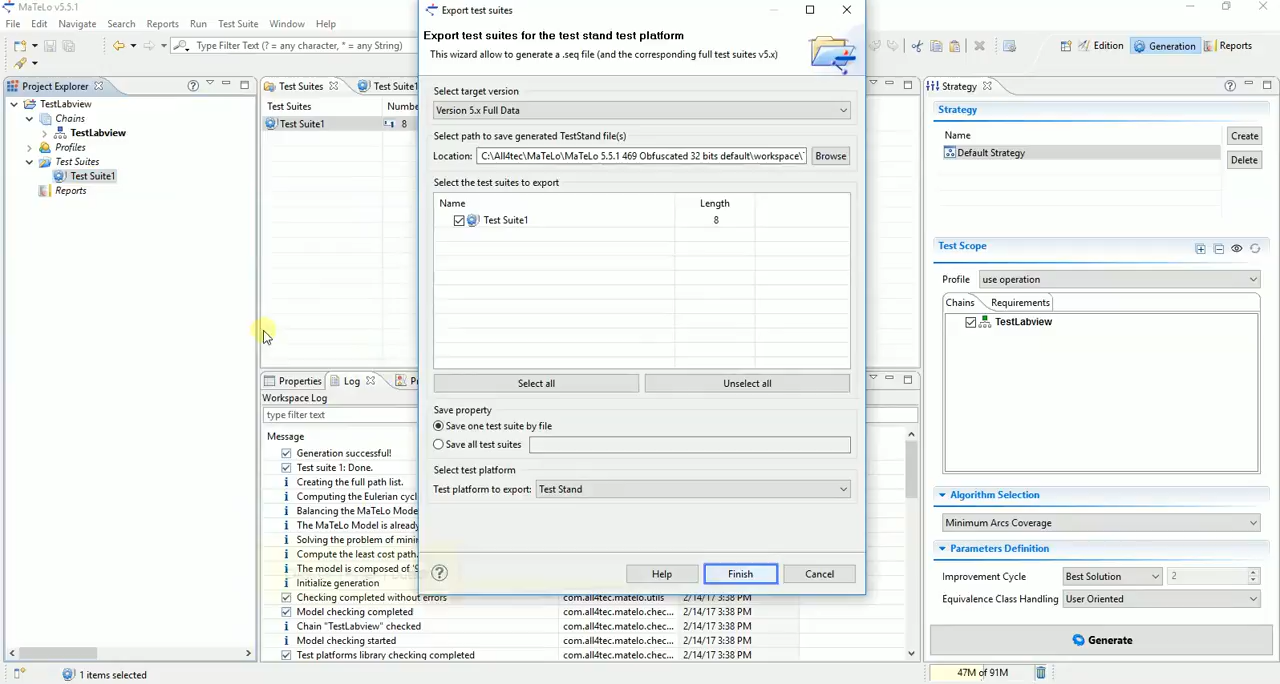 MaTeLo v5.5.1
File Edit Navigate Search Reports Run Test Suite Window Help
Type Filter Text (? = any character, * = any String)
Edition Generation Reports
Project Explorer
TestLabview
Chains
TestLabview
Profiles
Test Suites
Test Suite1
Reports
Test Suites Test Suite1
Test Suites Number
Test Suite1 8
Properties Log
Workspace Log
type filter text
Message
Generation successful!
Test suite 1: Done.
Creating the full path list.
Computing the Eulerian cycl
Balancing the MaTeLo Mode
The MaTeLo Model is already
Solving the problem of mini
Compute the least cost path.
The model is composed of '9
Initialize generation
Checking completed without errors com.all4tec.matelo.utils 2/14/17 3:38 PM
Model checking completed com.all4tec.matelo.chec... 2/14/17 3:38 PM
Chain "TestLabview" checked com.all4tec.matelo.chec... 2/14/17 3:38 PM
Model checking started com.all4tec.matelo.chec... 2/14/17 3:38 PM
Test platforms library checking completed com.all4tec.matelo.chec... 2/14/17 3:38 PM
Export test suites
Export test suites for the test stand test platform
This wizard allow to generate a .seq file (and the corresponding full test suites v5.x)
Select target version
Version 5.x Full Data
Select path to save generated TestStand file(s)
Location: C:\All4tec\MaTeLo\MaTeLo 5.5.1 469 Obfuscated 32 bits default\workspace\ Browse
Select the test suites to export
Name Length
Test Suite1 8
Select all Unselect all
Save property
Save one test suite by file
Save all test suites
Select test platform
Test platform to export: Test Stand
Help Finish Cancel
Strategy
Strategy
Name Create
Default Strategy Delete
Test Scope
Profile use operation
Chains Requirements
TestLabview
Algorithm Selection
Minimum Arcs Coverage
Parameters Definition
Improvement Cycle Best Solution 2
Equivalence Class Handling User Oriented
Generate
1 items selected
47M of 91M